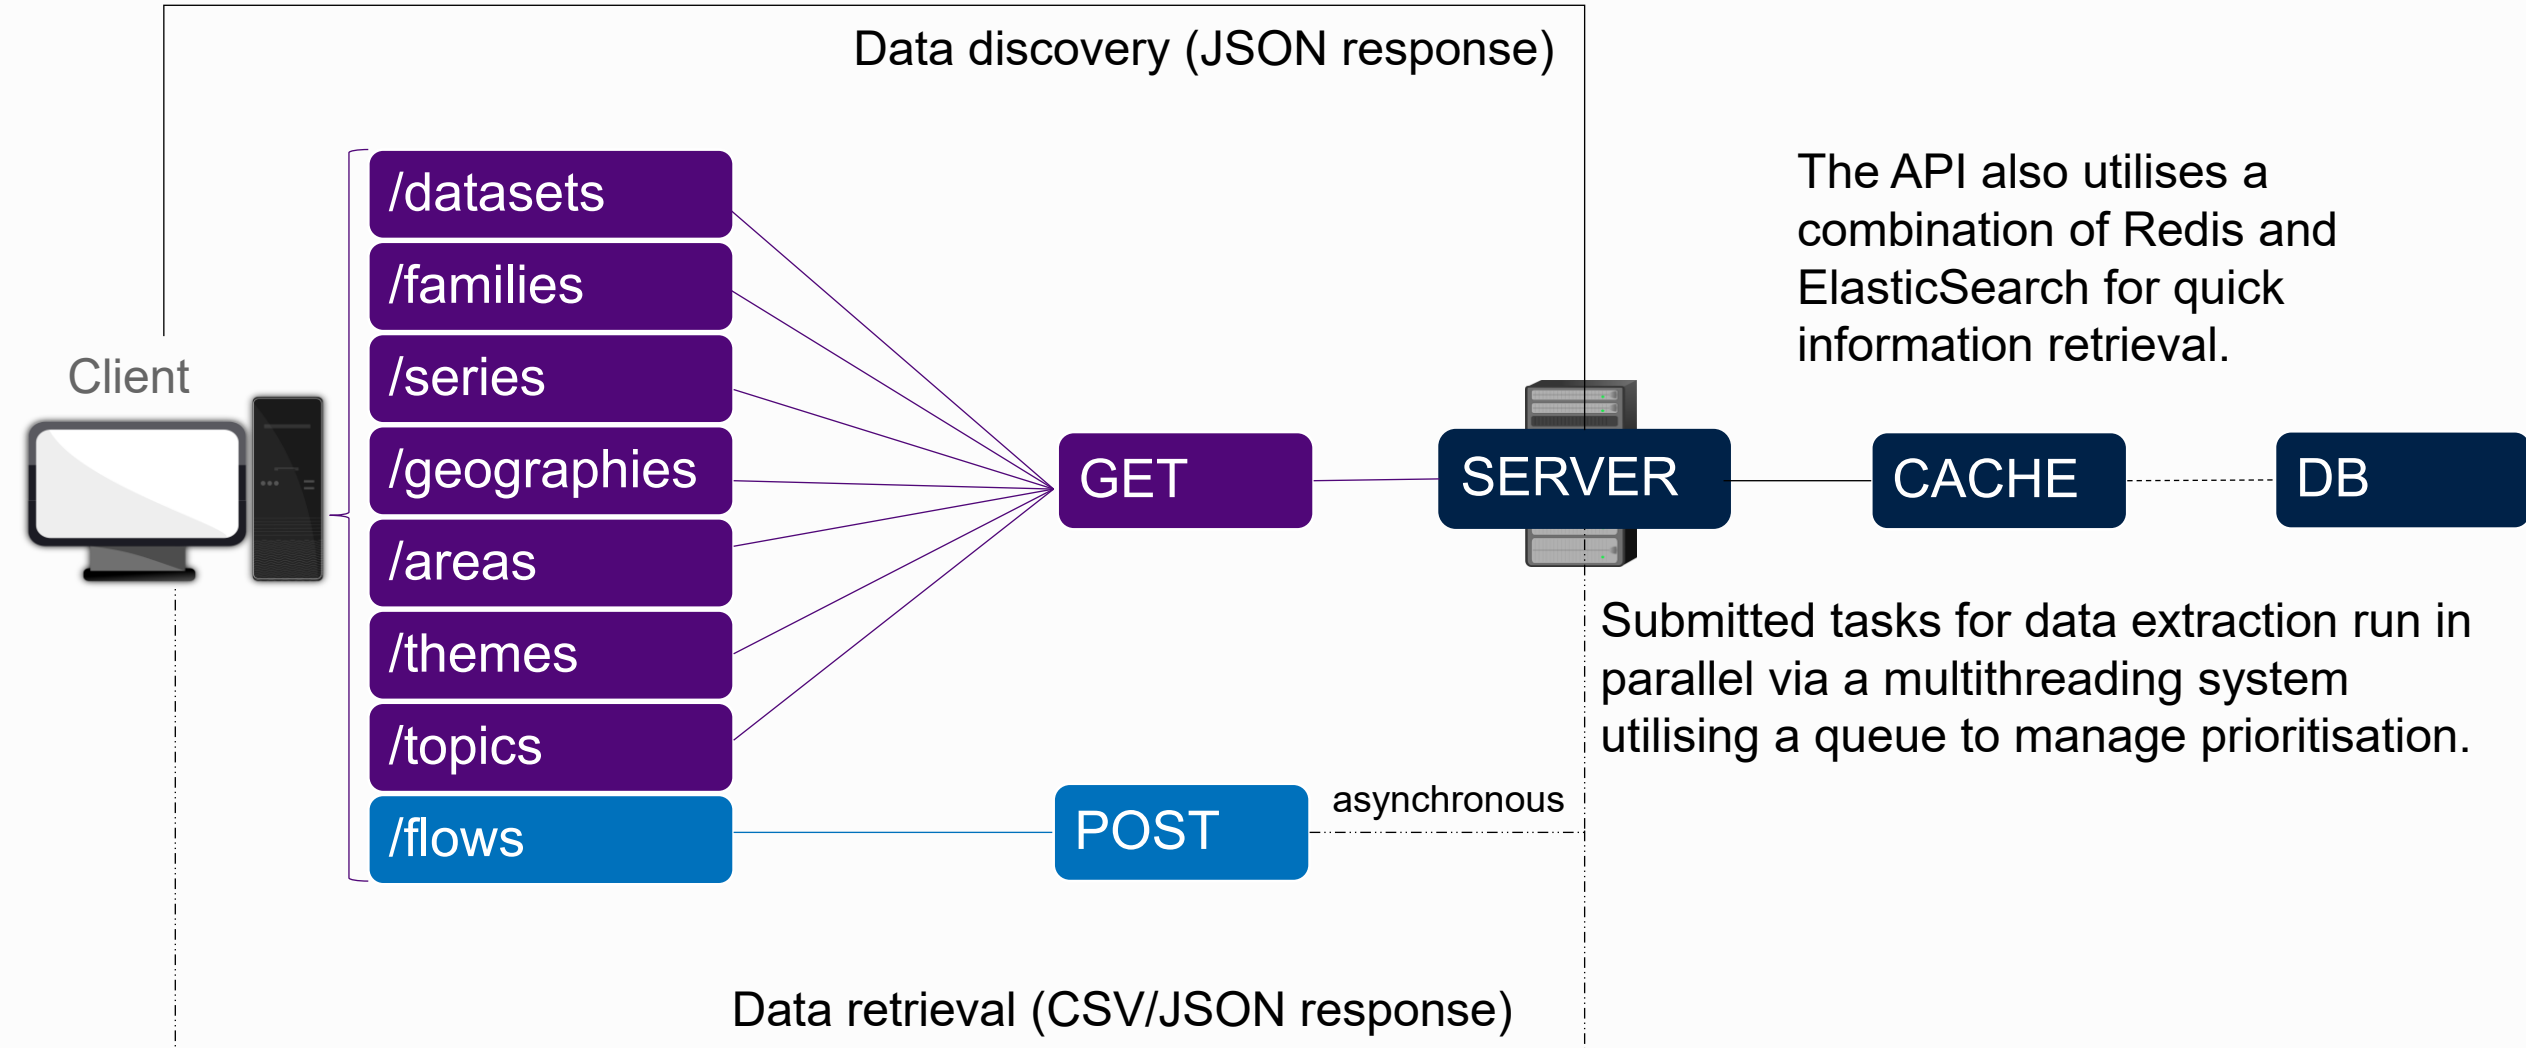 Data discovery (JSON response)
The API also utilises a
combination of Redis and
ElasticSearch for quick
information retrieval.
Client
/datasets
/families
/series
/geographies
/areas
/themes
/topics
/flows
GET
POST
asynchronous
SERVER
CACHE
DB
Submitted tasks for data extraction run in
parallel via a multithreading system
utilising a queue to manage prioritisation.
Data retrieval (CSV/JSON response)